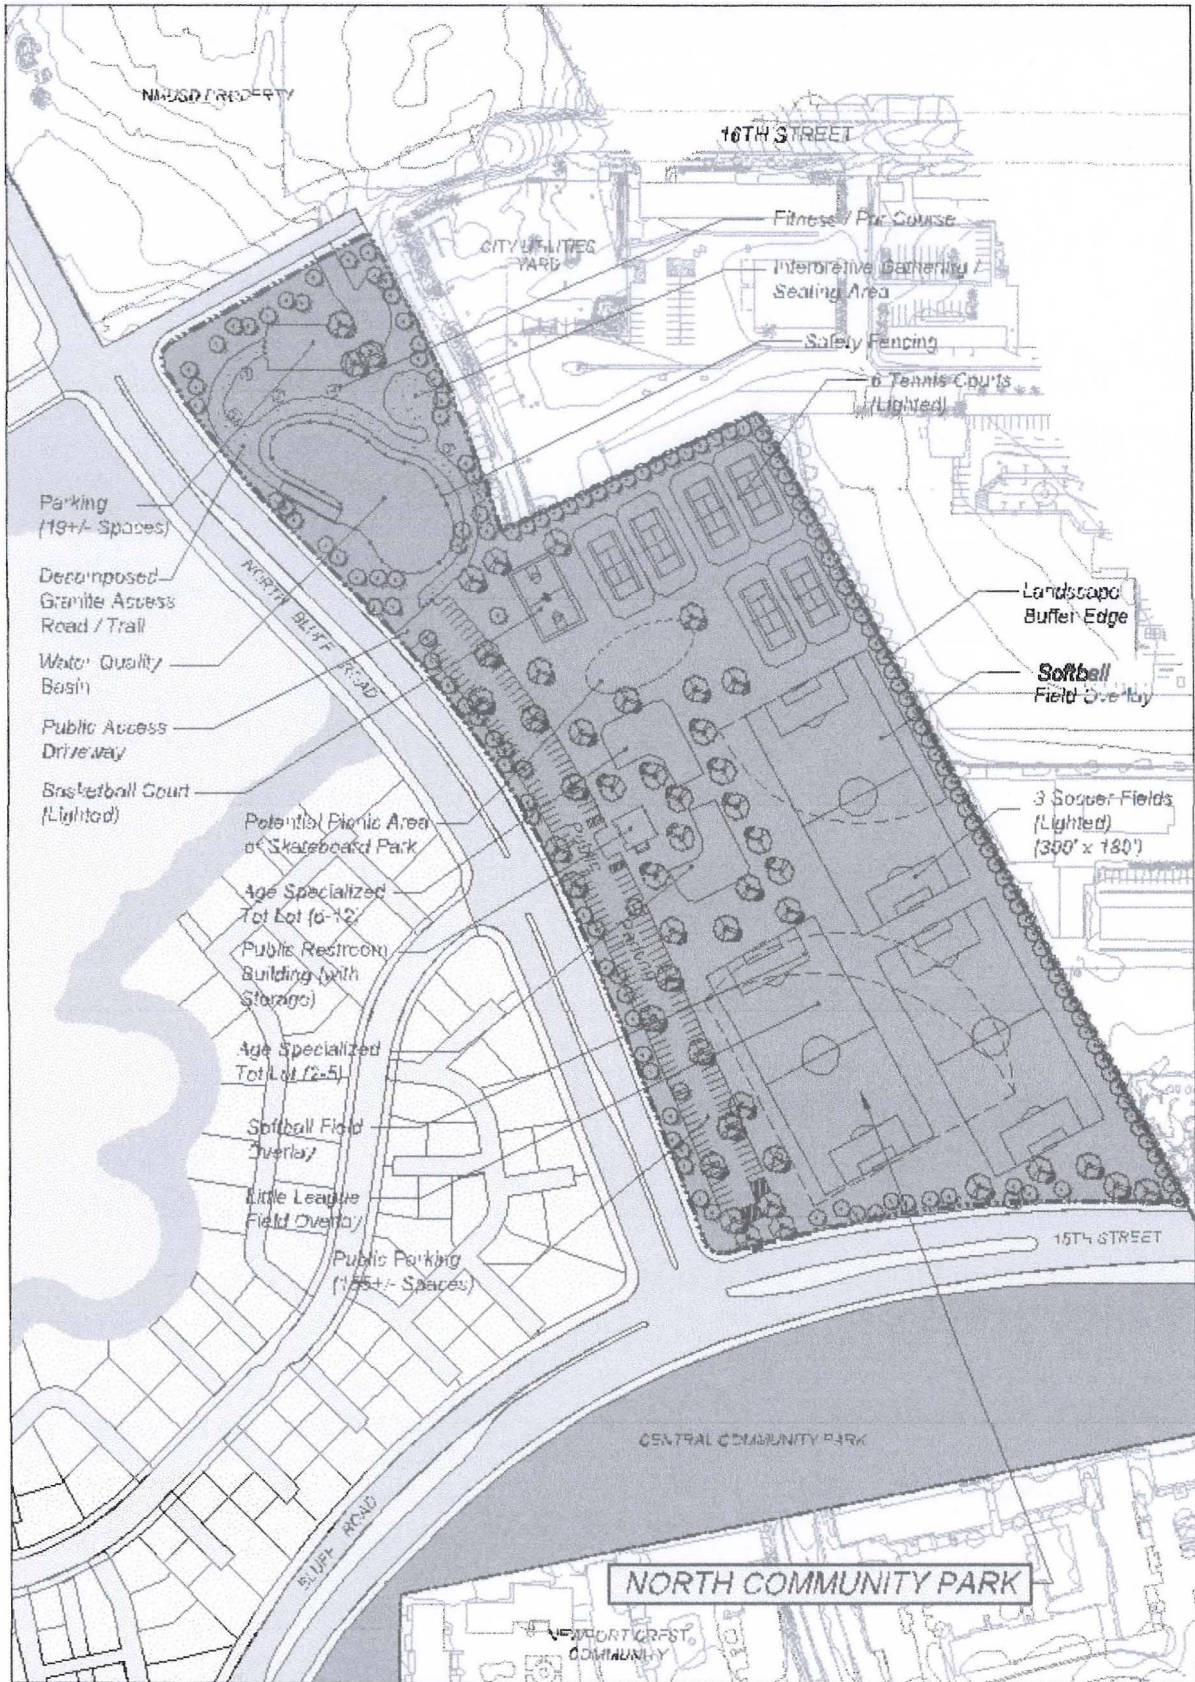 NMUSD PROPERTY
16TH STREET
Fitness / Par Course
CITY UTILITIES
YARD
Interpretive Gathering /
Seating Area
Safety Fencing
6 Tennis Courts
(Lighted)
Parking
(19+/- Spaces)
Decomposed
Granite Access
Road / Trail
Water Quality
Basin
Public Access
Driveway
Basketball Court
(Lighted)
NORTH BLUFF ROAD
Landscape
Buffer Edge
Softball
Field Overlay
3 Soccer Fields
(Lighted)
(300' x 180')
Potential Picnic Area
or Skateboard Park
Age Specialized
Tot Lot (6-12)
Public Restroom
Building (with
Storage)
Age Specialized
Tot Lot (2-5)
Softball Field
Overlay
Little League
Field Overlay
Public Parking
(155+/- Spaces)
Public
Parking
15TH STREET
CENTRAL COMMUNITY PARK
BLUFF ROAD
NORTH COMMUNITY PARK
NEWPORT CREST
COMMUNITY